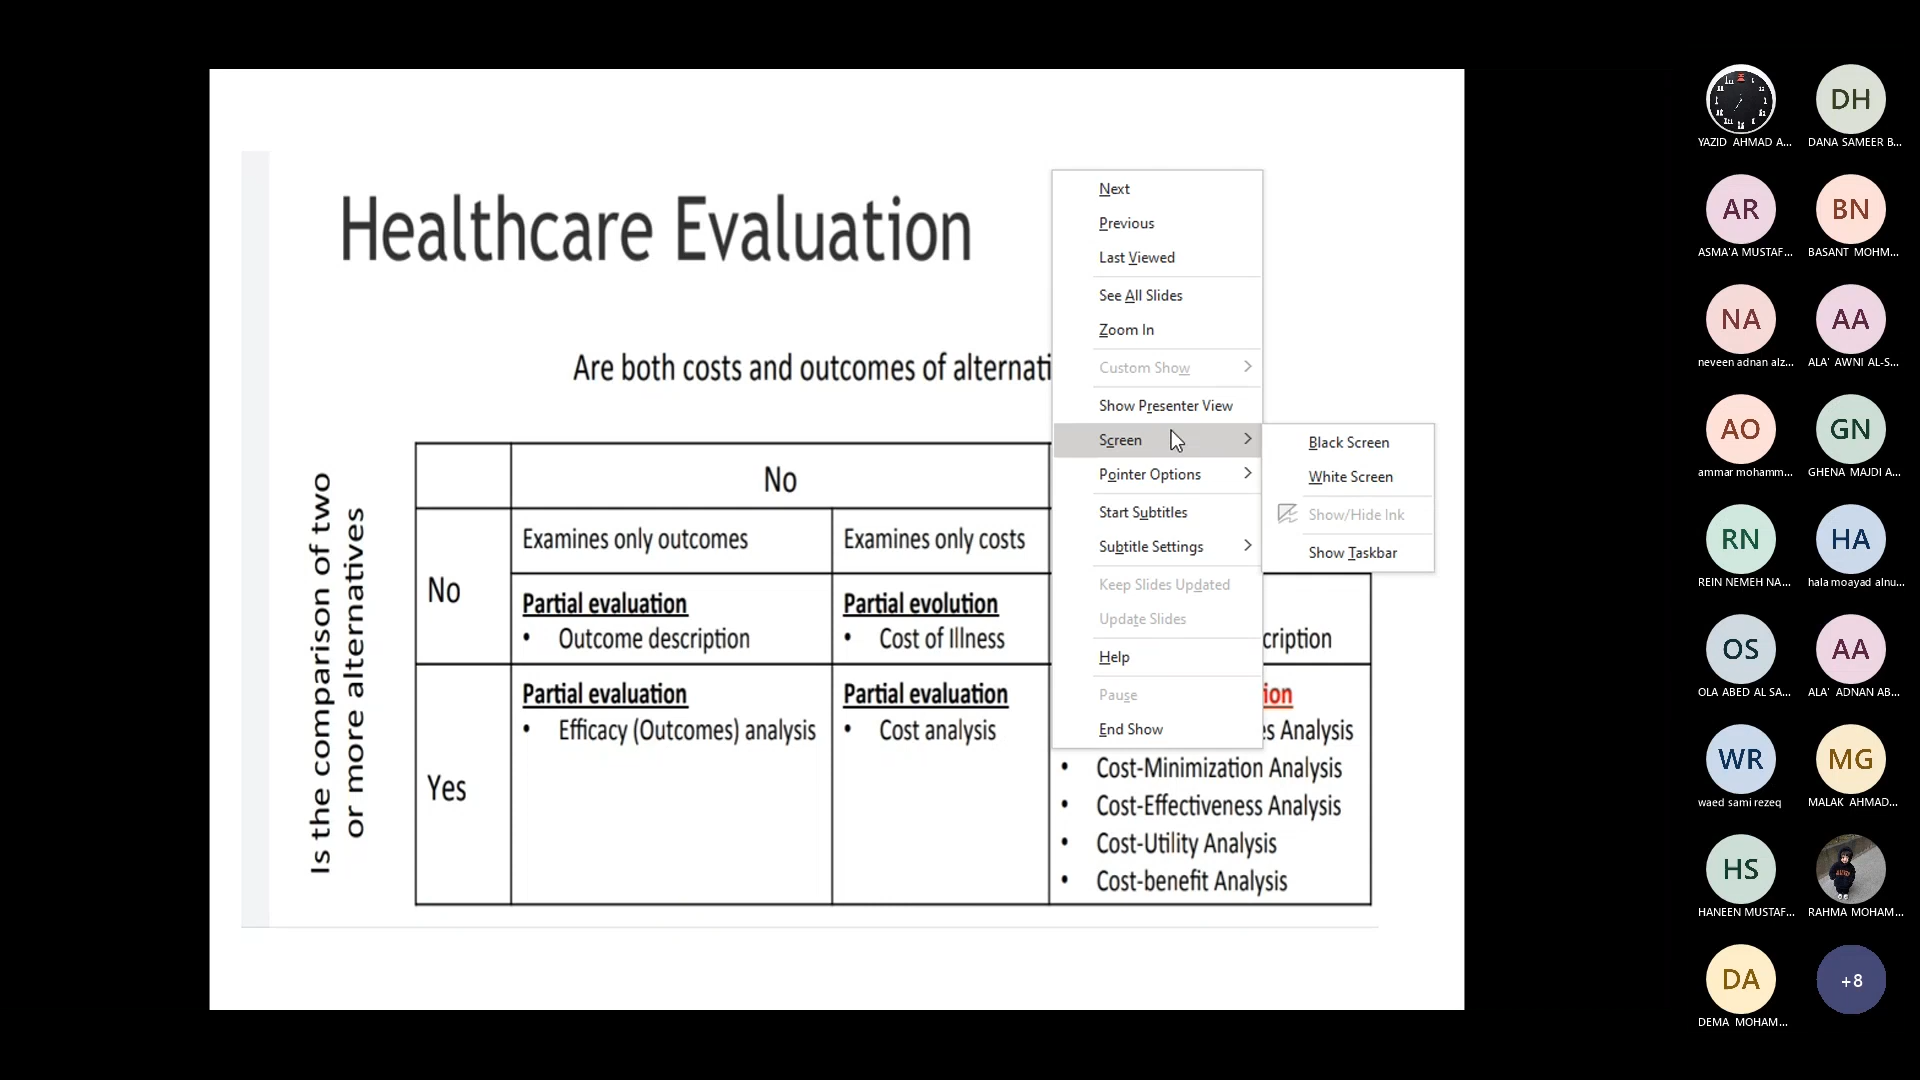 Healthcare Evaluation
Are both costs and outcomes of alternati
Is the comparison of two
or more alternatives
No
No
Examines only outcomes
Examines only costs
Partial evaluation
• Outcome description
Partial evolution
• Cost of Illness
cription
Yes
Partial evaluation
• Efficacy (Outcomes) analysis
Partial evaluation
• Cost analysis
ion
s Analysis
• Cost-Minimization Analysis
• Cost-Effectiveness Analysis
• Cost-Utility Analysis
• Cost-benefit Analysis
Next
Previous
Last Viewed
See All Slides
Zoom In
Custom Show
Show Presenter View
Screen
Pointer Options
Start Subtitles
Subtitle Settings
Keep Slides Updated
Update Slides
Help
Pause
End Show
Black Screen
White Screen
Show/Hide Ink
Show Taskbar
YAZID AHMAD A...
DH
DANA SAMEER B...
AR
ASMA'A MUSTAF...
BN
BASANT MOHM...
NA
neveen adnan alz...
AA
ALA' AWNI AL-S...
AO
ammar mohamm...
GN
GHENA MAJDI A...
RN
REIN NEMEH NA...
HA
hala moayad alnu...
OS
OLA ABED AL SA...
AA
ALA' ADNAN AB...
WR
waed sami rezeq
MG
MALAK AHMAD...
HS
HANEEN MUSTAF...
RAHMA MOHAM...
DA
DEMA MOHAM...
+8